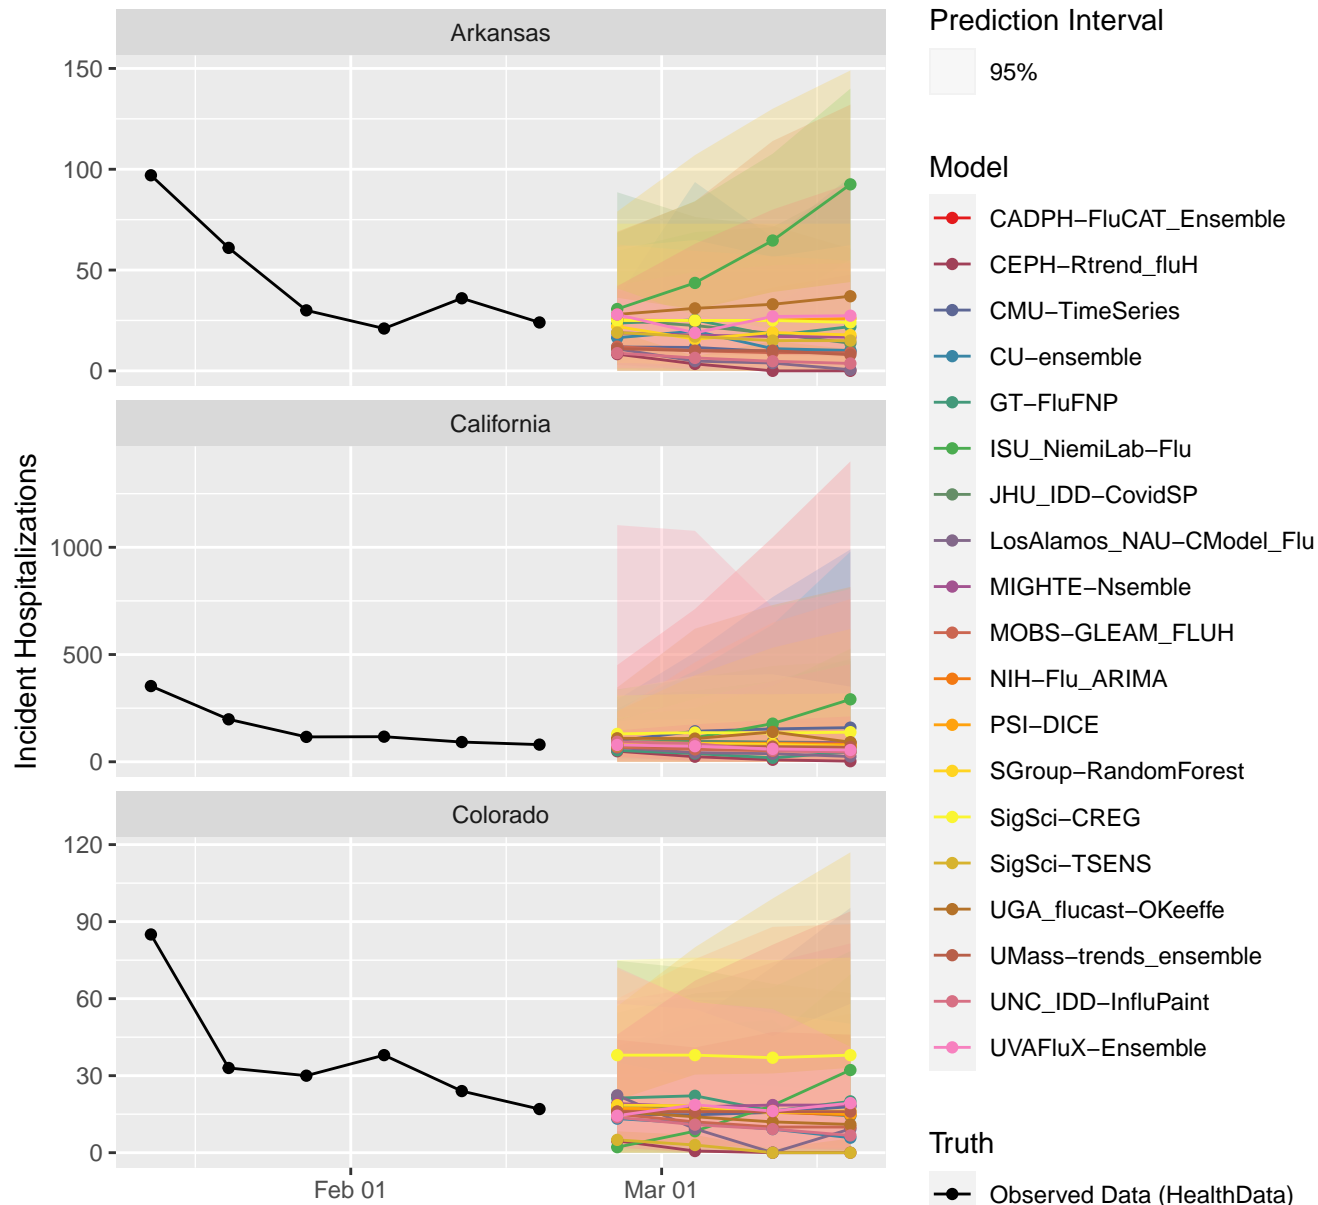 Arkansas
150
100
50
0
California
1000
500
0
Colorado
120
90
60
30
0
Feb 01
Mar 01
Incident Hospitalizations
Prediction Interval
95%
Model
CADPH−FluCAT_Ensemble
CEPH−Rtrend_fluH
CMU−TimeSeries
CU−ensemble
GT−FluFNP
ISU_NiemiLab−Flu
JHU_IDD−CovidSP
LosAlamos_NAU−CModel_Flu
MIGHTE−Nsemble
MOBS−GLEAM_FLUH
NIH−Flu_ARIMA
PSI−DICE
SGroup−RandomForest
SigSci−CREG
SigSci−TSENS
UGA_flucast−OKeeffe
UMass−trends_ensemble
UNC_IDD−InfluPaint
UVAFluX−Ensemble
Truth
Observed Data (HealthData)